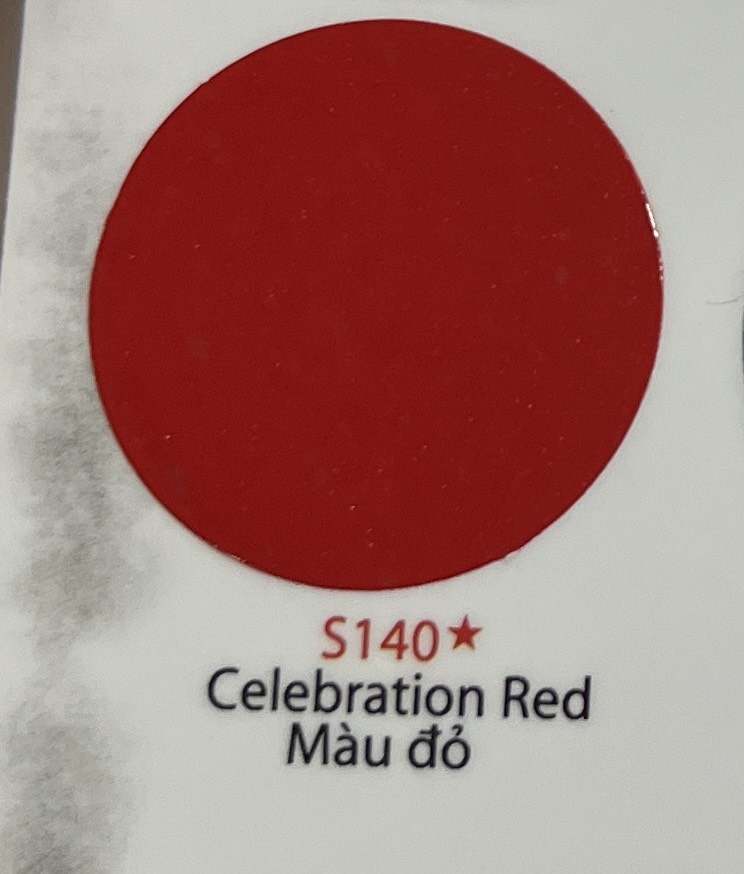 S140★
Celebration Red
Màu đỏ